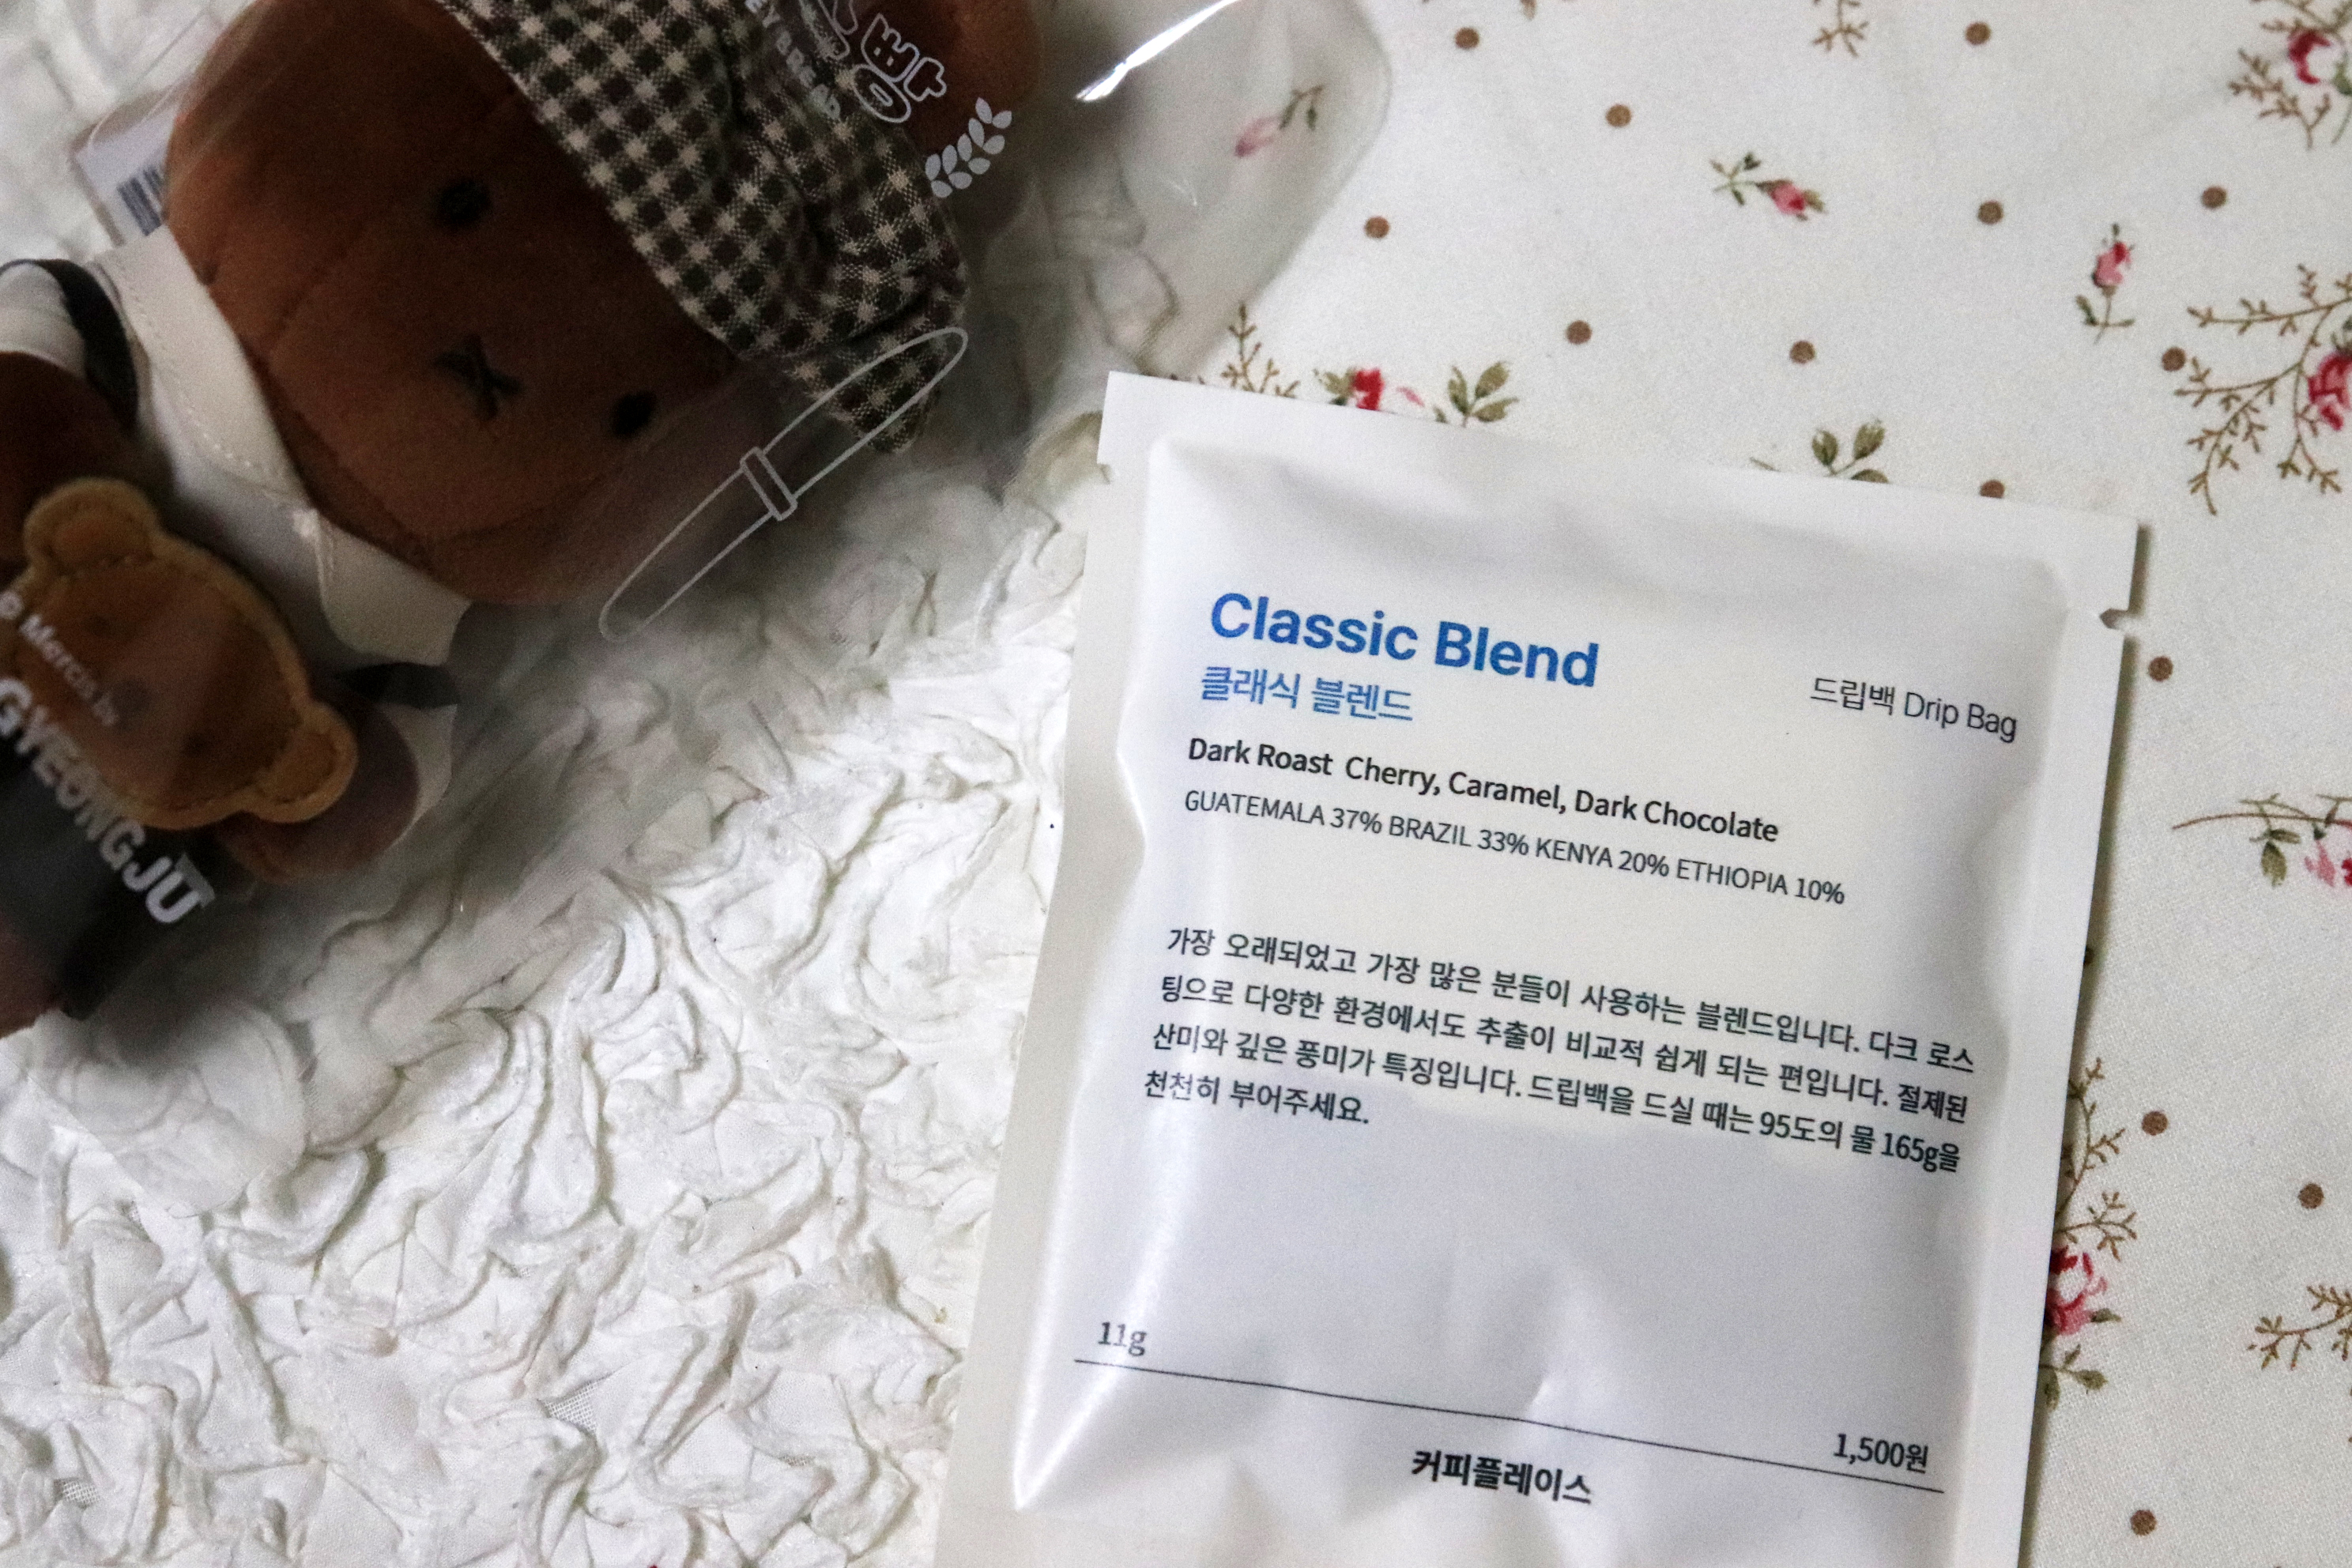 Mercis bv
GYEONGJU
Classic Blend
클래식 블렌드
드립백 Drip Bag
Dark Roast Cherry, Caramel, Dark Chocolate
GUATEMALA 37% BRAZIL 33% KENYA 20% ETHIOPIA 10%
가장 오래되었고 가장 많은 분들이 사용하는 블렌드입니다. 다크 로스
팅으로 다양한 환경에서도 추출이 비교적 쉽게 되는 편입니다. 절제된
산미와 깊은 풍미가 특징입니다. 드립백을 드실 때는 95도의 물 165g을
천천히 부어주세요.
11g
1,500원
커피플레이스